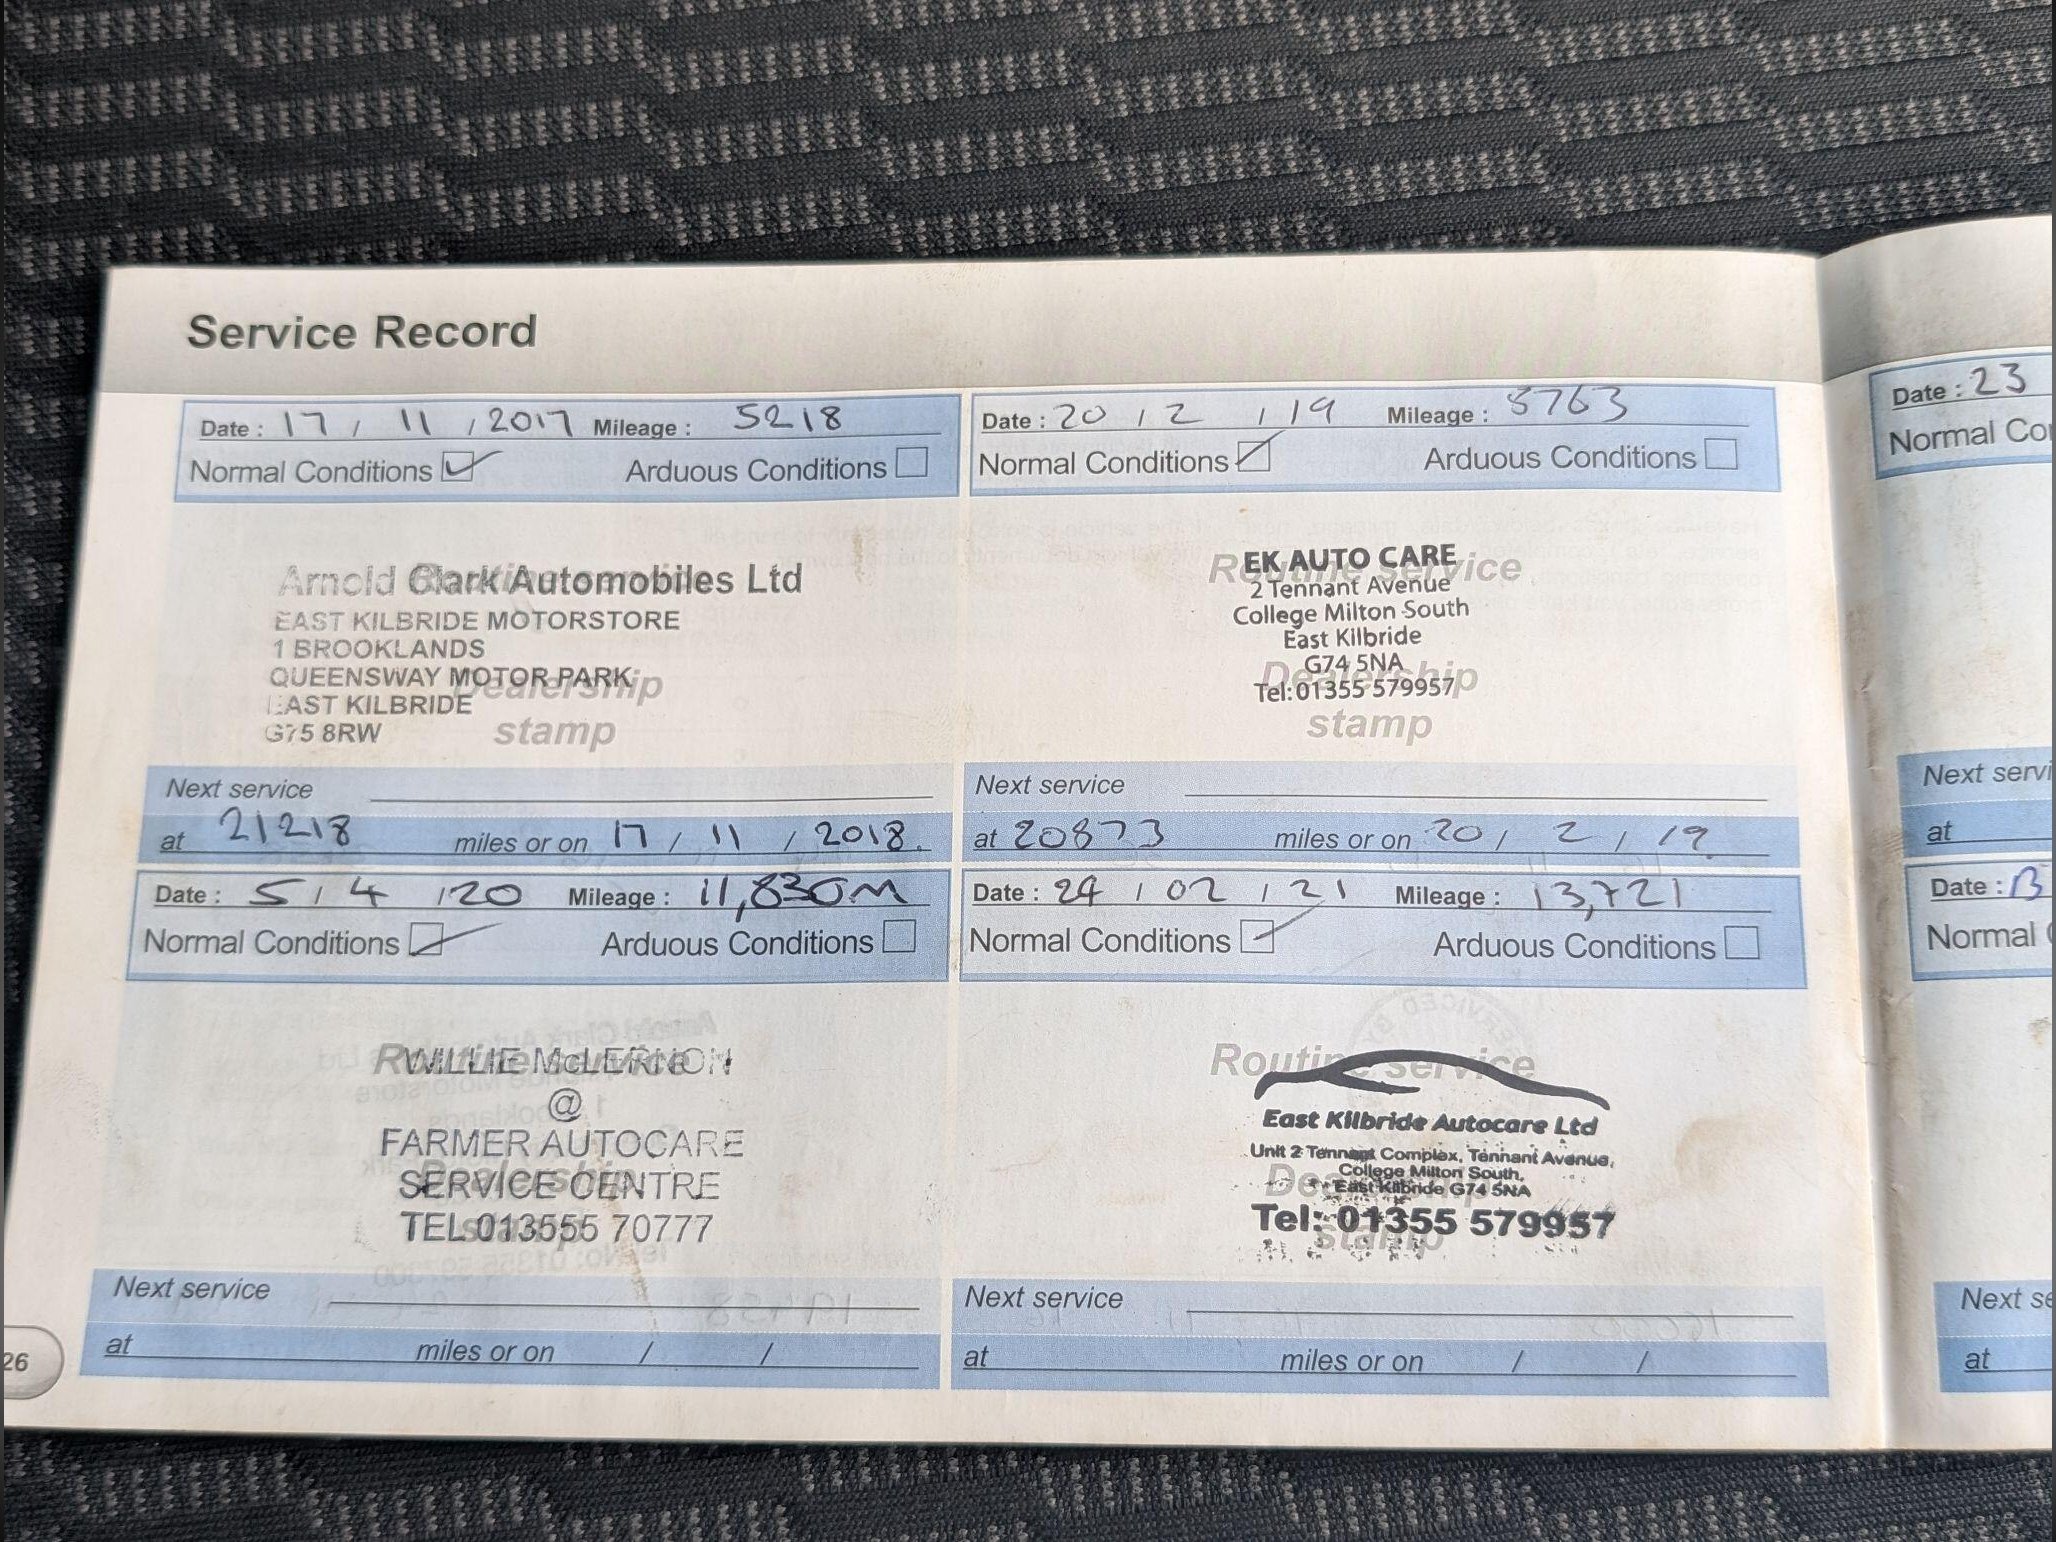 Service Record
Date : 17 / 11 / 2017 Mileage : 5218
Normal Conditions Arduous Conditions
Arnold Clark Automobiles Ltd
EAST KILBRIDE MOTORSTORE
1 BROOKLANDS
QUEENSWAY MOTOR PARK
EAST KILBRIDE
G75 8RW
Routine service
Dealership
stamp
Next service
at 21218 miles or on 17 / 11 / 2018.
Date : 20 / 2 / 19 Mileage : 8763
Normal Conditions Arduous Conditions
EK AUTO CARE
2 Tennant Avenue
College Milton South
East Kilbride
G74 5NA
Tel: 01355 579957
Routine service
Dealership
stamp
Next service
at 20873 miles or on 20 / 2 / 19
Date : 5 / 4 / 20 Mileage : 11,830M
Normal Conditions Arduous Conditions
WILLIE McLERNON
@
FARMER AUTOCARE
SERVICE CENTRE
TEL 013555 70777
Routine service
Dealership
stamp
Next service
at miles or on / /
Date : 24 / 02 / 21 Mileage : 13,721
Normal Conditions Arduous Conditions
East Kilbride Autocare Ltd
Unit 2 Tennant Complex, Tennant Avenue,
College Milton South,
East Kilbride G74 5NA
Tel: 01355 579957
Routine service
Dealership
stamp
Next service
at miles or on / /
26
Date : 23
Normal
Next
at
Date :
Normal
Next
at